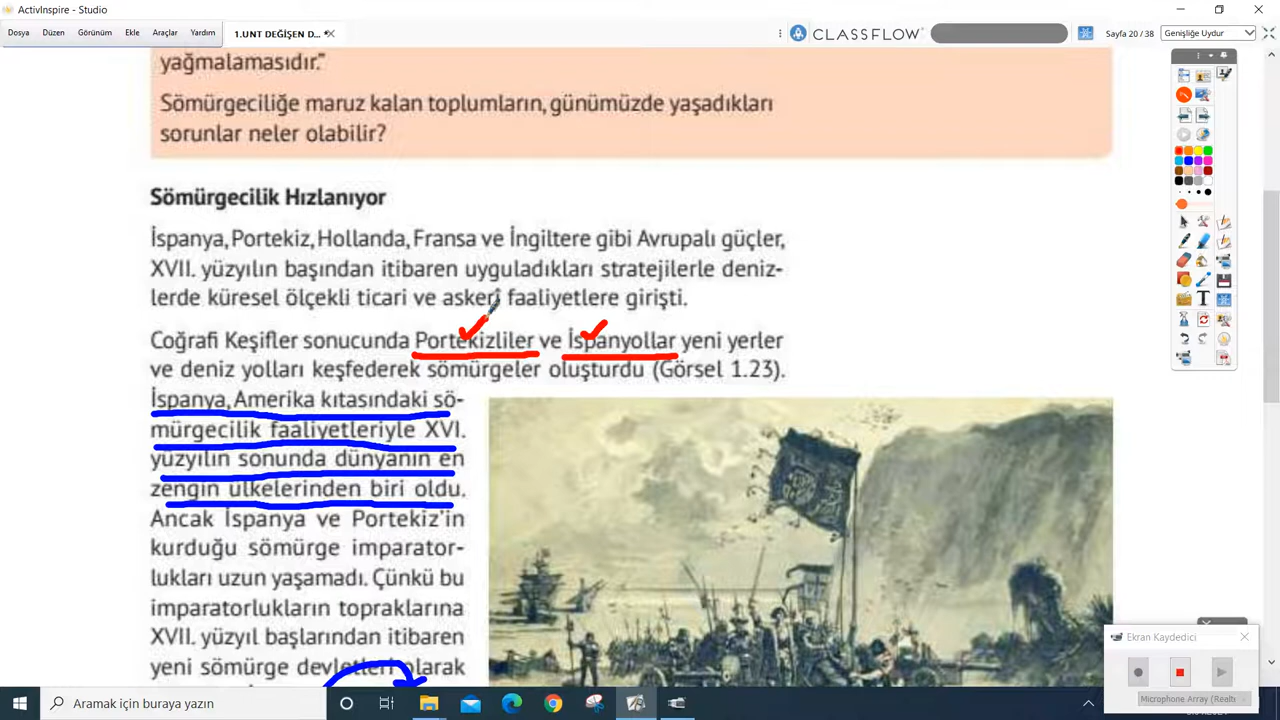 ActivInspire - Studio
Dosya Düzen Görünüm Ekle Araçlar Yardım 1.UNT DEĞİŞEN D... CLASSFLOW Sayfa 20 / 38 Genişliğe Uydur
yağmalamasıdır."
Sömürgeciliğe maruz kalan toplumların, günümüzde yaşadıkları
sorunlar neler olabilir?
Sömürgecilik Hızlanıyor
İspanya, Portekiz, Hollanda, Fransa ve İngiltere gibi Avrupalı güçler,
XVII. yüzyılın başından itibaren uyguladıkları stratejilerle deniz-
lerde küresel ölçekli ticari ve askerî faaliyetlere girişti.
Coğrafi Keşifler sonucunda Portekizliler ve İspanyollar yeni yerler
ve deniz yolları keşfederek sömürgeler oluşturdu (Görsel 1.23).
İspanya, Amerika kıtasındaki sö-
mürgecilik faaliyetleriyle XVI.
yüzyılın sonunda dünyanın en
zengin ülkelerinden biri oldu.
Ancak İspanya ve Portekiz'in
kurduğu sömürge imparator-
lukları uzun yaşamadı. Çünkü bu
imparatorlukların topraklarına
XVII. yüzyıl başlarından itibaren
yeni sömürge devletleri olarak
Ekran Kaydedici
Microphone Array (Realt
Aramak için buraya yazın